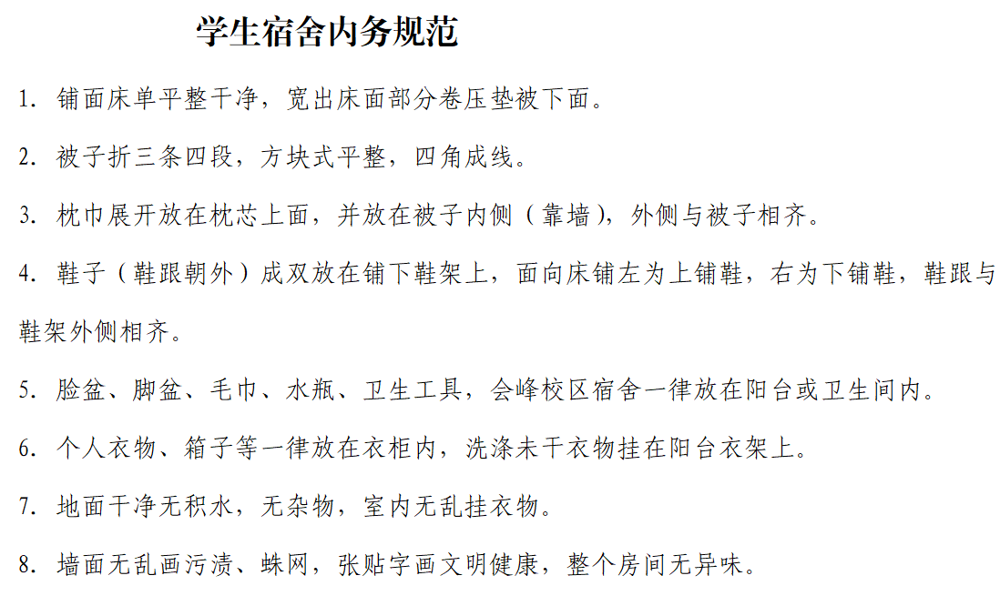 学生宿舍内务规范
1. 铺面床单平整干净，宽出床面部分卷压垫被下面。
2. 被子折三条四段，方块式平整，四角成线。
3. 枕巾展开放在枕芯上面，并放在被子内侧（靠墙），外侧与被子相齐。
4. 鞋子（鞋跟朝外）成双放在铺下鞋架上，面向床铺左为上铺鞋，右为下铺鞋，鞋跟与
鞋架外侧相齐。
5. 脸盆、脚盆、毛巾、水瓶、卫生工具，会峰校区宿舍一律放在阳台或卫生间内。
6. 个人衣物、箱子等一律放在衣柜内，洗涤未干衣物挂在阳台衣架上。
7. 地面干净无积水，无杂物，室内无乱挂衣物。
8. 墙面无乱画污渍、蛛网，张贴字画文明健康，整个房间无异味。